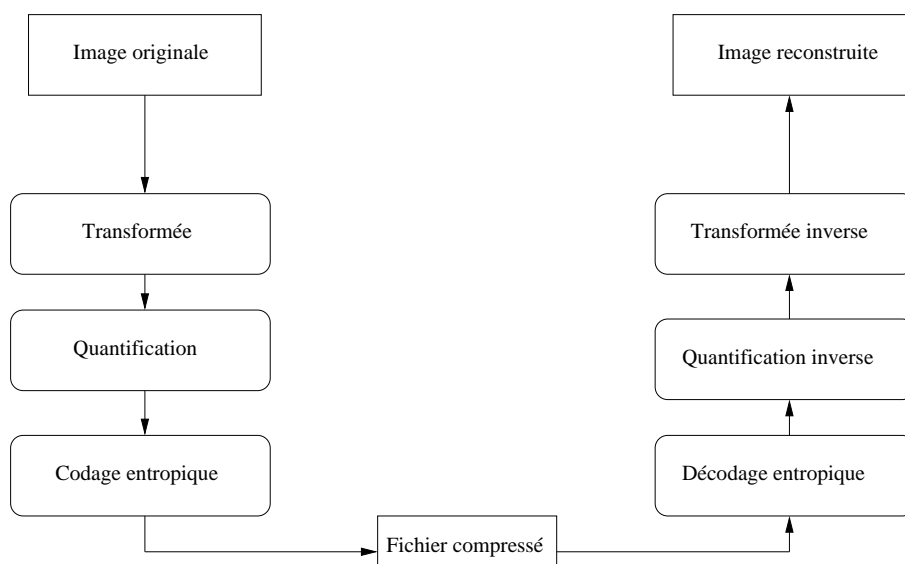 Image originale
Transformée
Quantification
Codage entropique
Fichier compressé
Décodage entropique
Quantification inverse
Transformée inverse
Image reconstruite